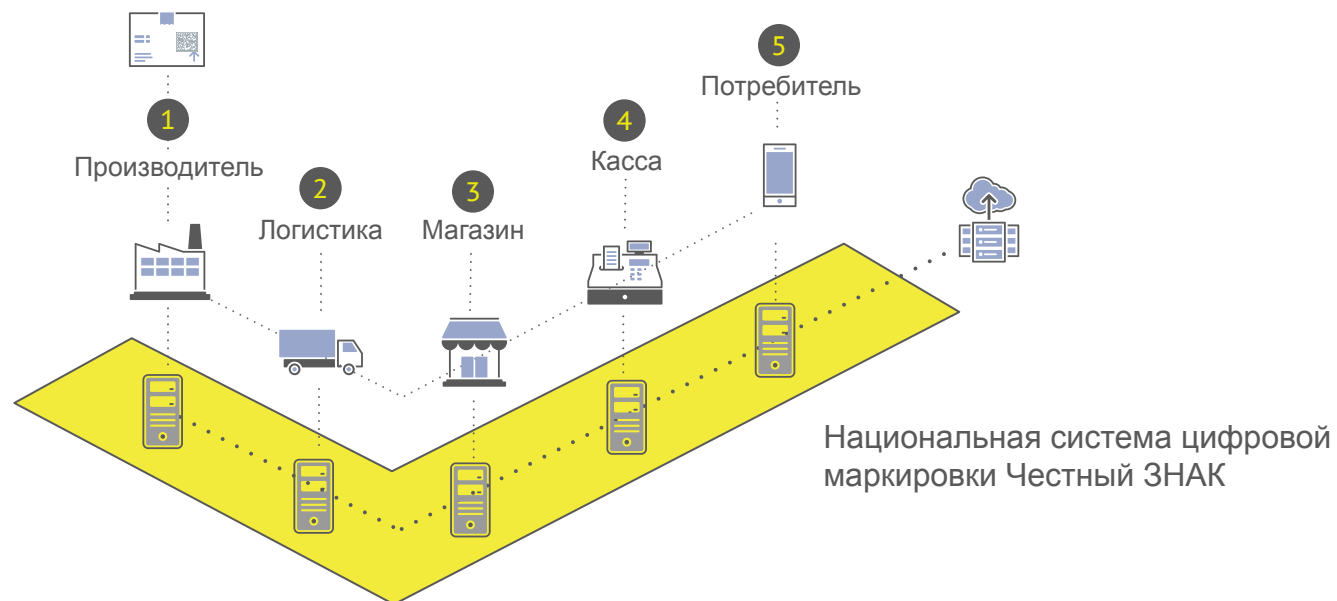 1
Производитель
2
Логистика
3
Магазин
4
Касса
5
Потребитель
Национальная система цифровой
маркировки Честный ЗНАК